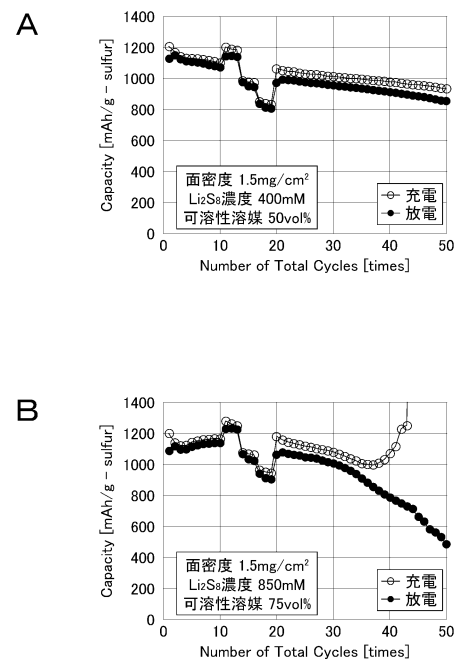 A
Capacity [mAh/g - sulfur]
1400
1200
1000
800
600
400
200
0
面密度 1.5mg/cm²
Li2S8濃度 400mM
可溶性溶媒 50vol%
充電
放電
0 10 20 30 40 50
Number of Total Cycles [times]
B
Capacity [mAh/g - sulfur]
1400
1200
1000
800
600
400
200
0
面密度 1.5mg/cm²
Li2S8濃度 850mM
可溶性溶媒 75vol%
充電
放電
0 10 20 30 40 50
Number of Total Cycles [times]